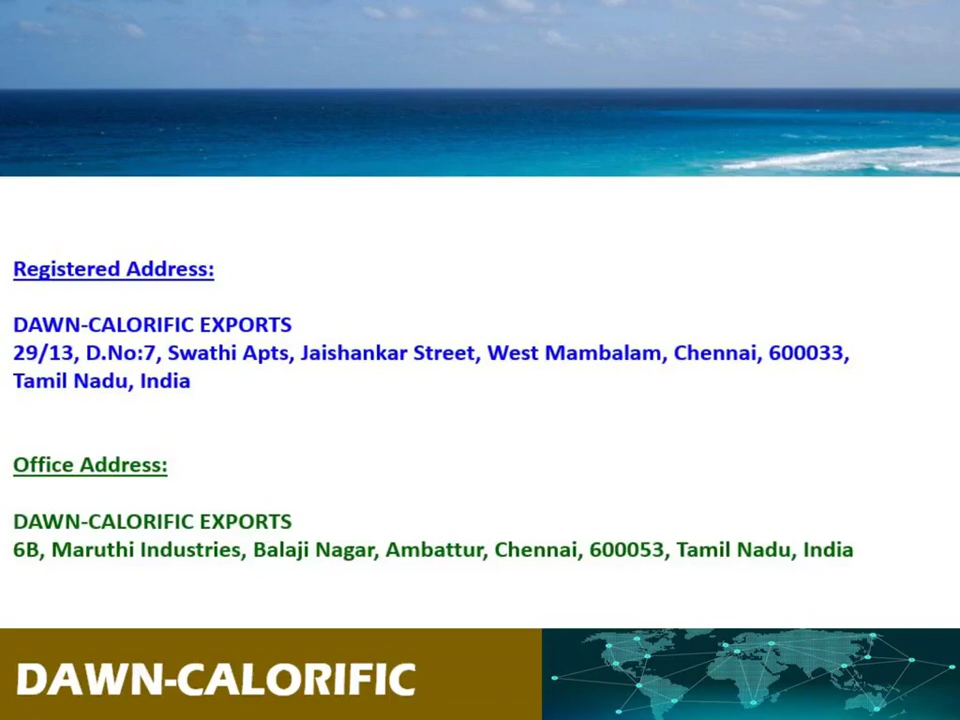 Registered Address:
DAWN-CALORIFIC EXPORTS
29/13, D.No:7, Swathi Apts, Jaishankar Street, West Mambalam, Chennai, 600033,
Tamil Nadu, India
Office Address:
DAWN-CALORIFIC EXPORTS
6B, Maruthi Industries, Balaji Nagar, Ambattur, Chennai, 600053, Tamil Nadu, India
DAWN-CALORIFIC